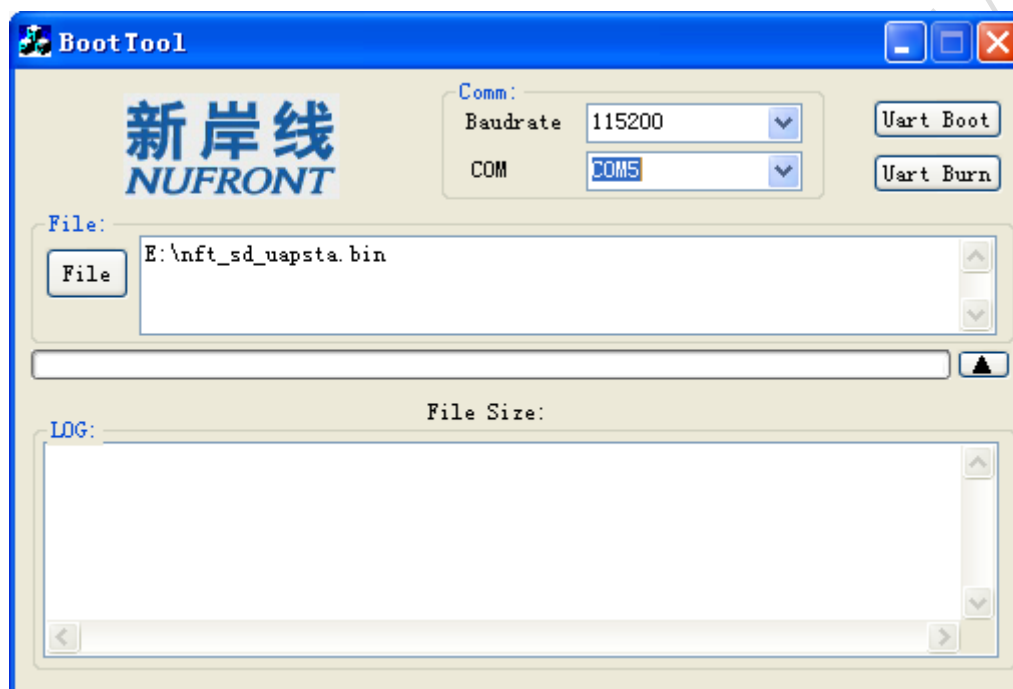 BootTool
新岸线
NUFRONT
Comm:
Baudrate 115200
COM COM5
Uart Boot
Uart Burn
File:
File
E:\nft_sd_uapsta.bin
File Size:
LOG: